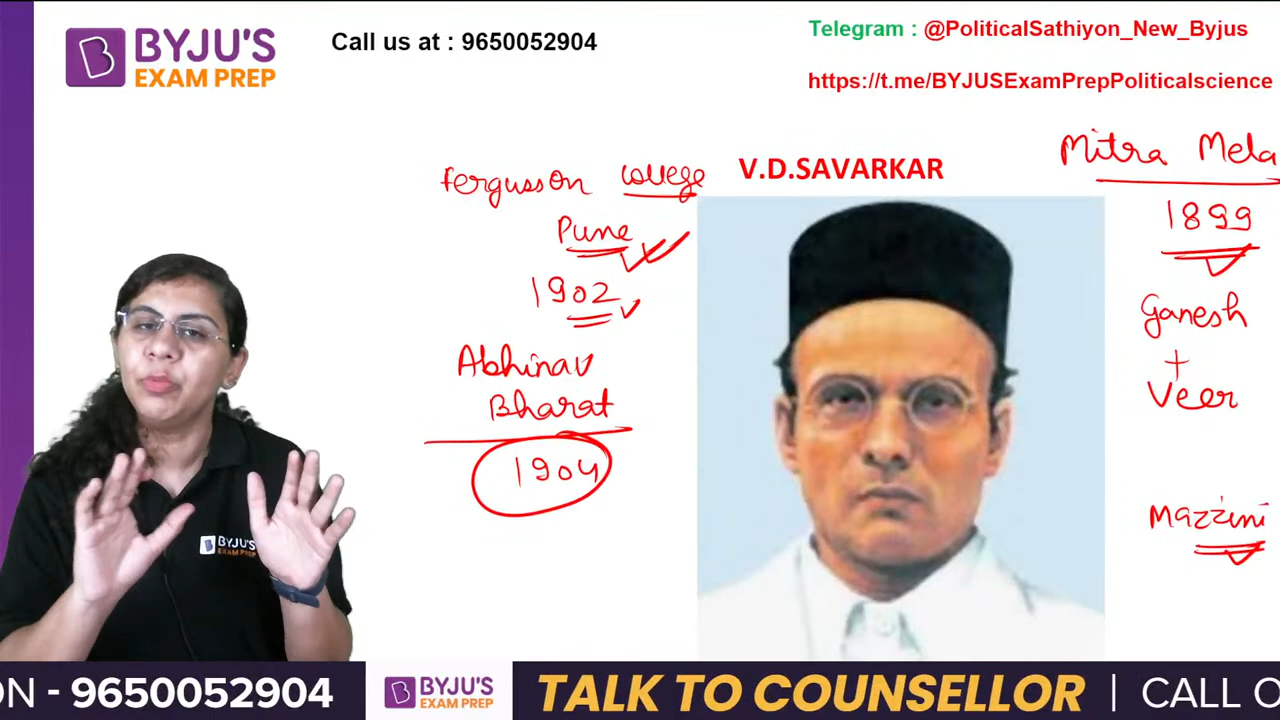 BYJU'S
EXAM PREP
Call us at : 9650052904
Telegram : @PoliticalSathiyon_New_Byjus
https://t.me/BYJUSExamPrepPoliticalscience
V.D.SAVARKAR
fergusson college
Pune
1902
Abhinav
Bharat
1904
Mitra Mela
1899
Ganesh
+
Veer
Mazzini
BYJU'S
EXAM PREP
ON - 9650052904
BYJU'S
EXAM PREP
TALK TO COUNSELLOR | CALL O